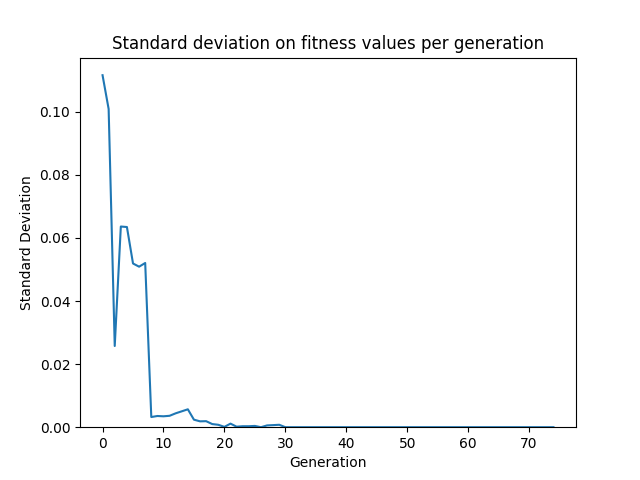 Standard deviation on fitness values per generation
0.10
0.08
0.06
0.04
0.02
0.00
Standard Deviation
0 10 20 30 40 50 60 70
Generation